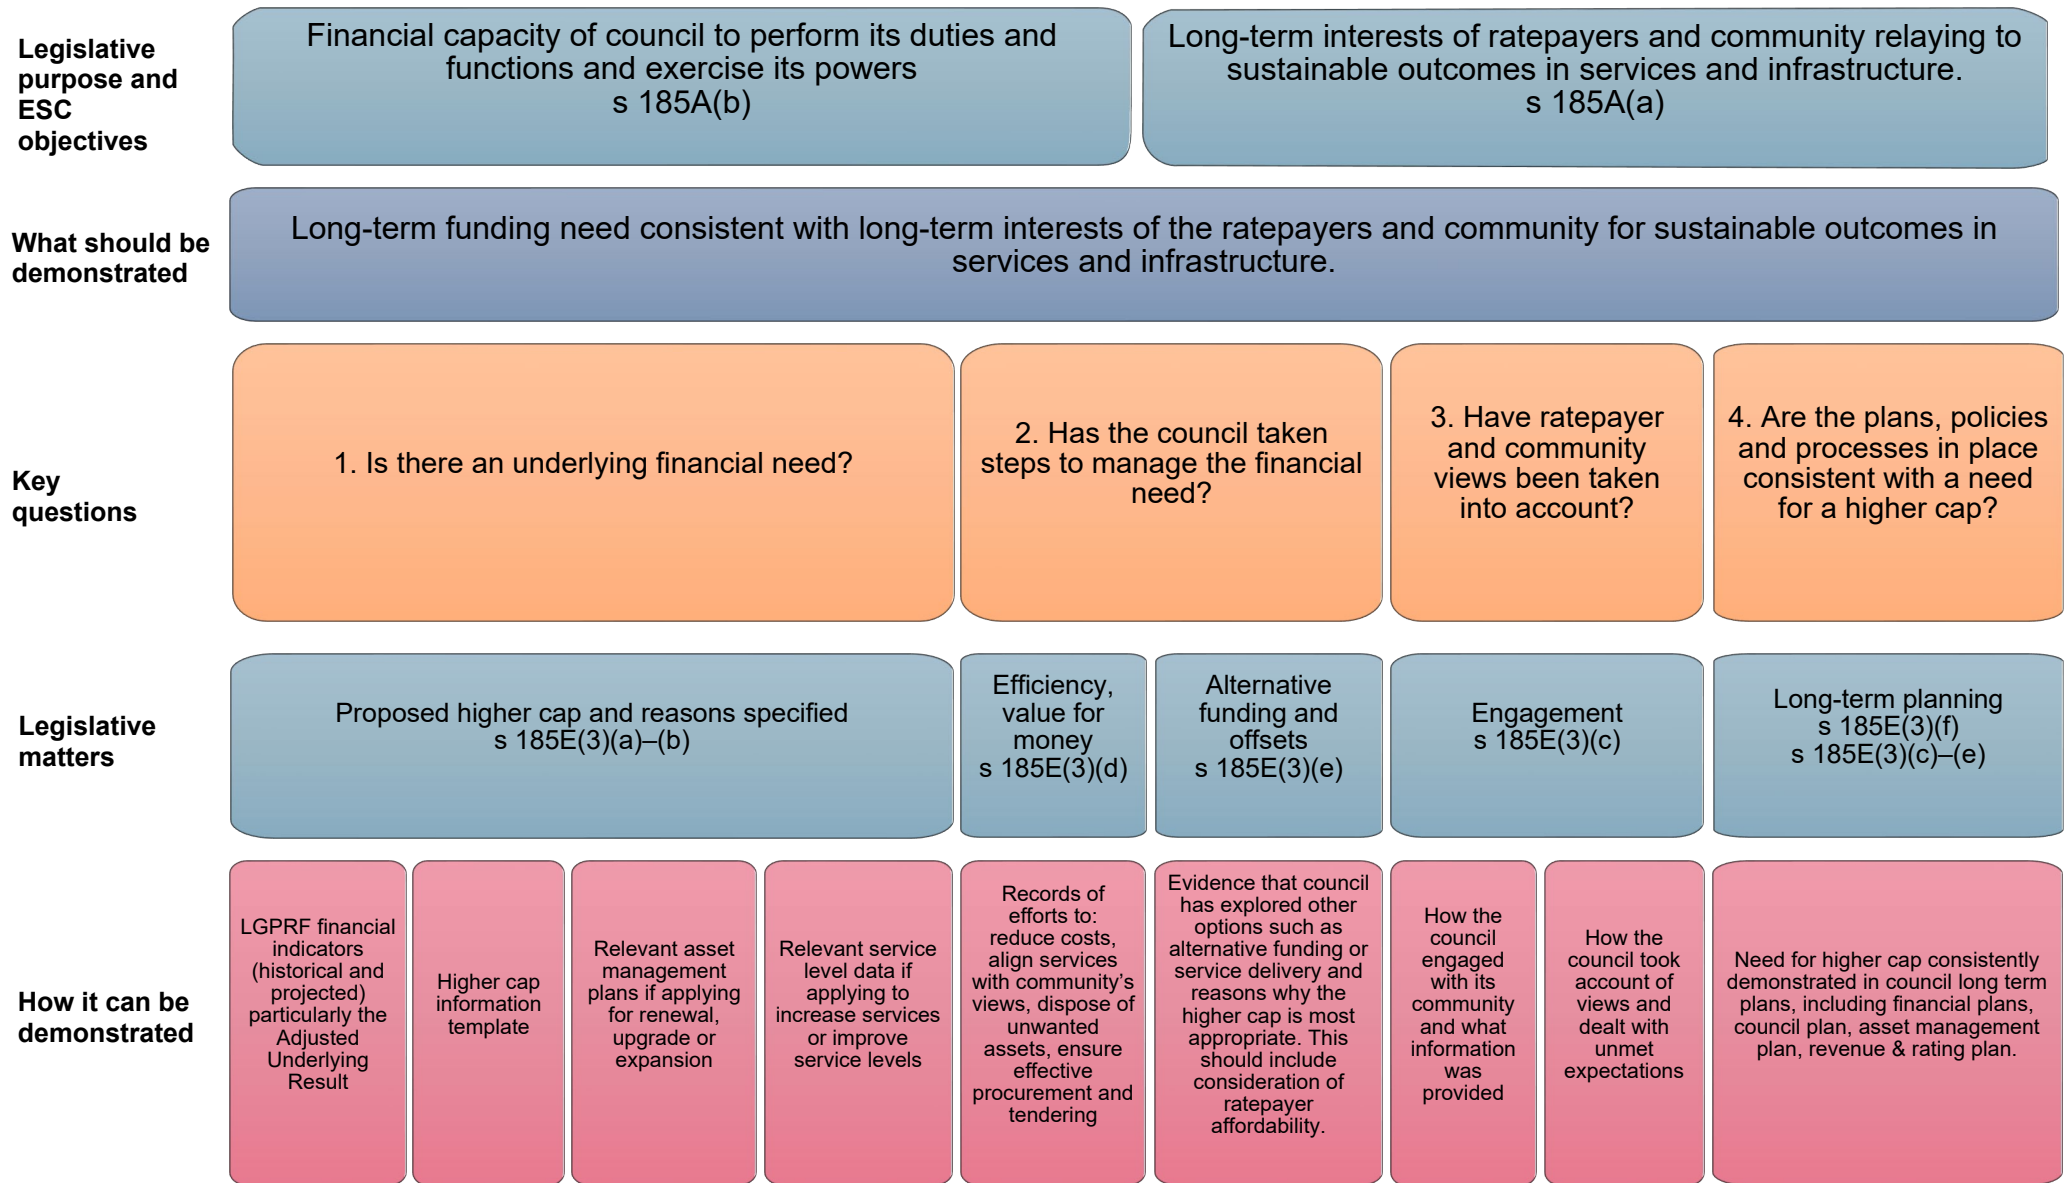 Legislative
purpose and
ESC
objectives
Financial capacity of council to perform its duties and
functions and exercise its powers
s 185A(b)
Long-term interests of ratepayers and community relaying to
sustainable outcomes in services and infrastructure.
s 185A(a)
What should be
demonstrated
Long-term funding need consistent with long-term interests of the ratepayers and community for sustainable outcomes in
services and infrastructure.
Key
questions
1. Is there an underlying financial need?
2. Has the council taken
steps to manage the financial
need?
3. Have ratepayer
and community
views been taken
into account?
4. Are the plans, policies
and processes in place
consistent with a need
for a higher cap?
Legislative
matters
Proposed higher cap and reasons specified
s 185E(3)(a)–(b)
Efficiency,
value for
money
s 185E(3)(d)
Alternative
funding and
offsets
s 185E(3)(e)
Engagement
s 185E(3)(c)
Long-term planning
s 185E(3)(f)
s 185E(3)(c)–(e)
How it can be
demonstrated
LGPRF financial
indicators
(historical and
projected)
particularly the
Adjusted
Underlying
Result
Higher cap
information
template
Relevant asset
management
plans if applying
for renewal,
upgrade or
expansion
Relevant service
level data if
applying to
increase services
or improve
service levels
Records of
efforts to:
reduce costs,
align services
with community’s
views, dispose of
unwanted
assets, ensure
effective
procurement and
tendering
Evidence that council
has explored other
options such as
alternative funding or
service delivery and
reasons why the
higher cap is most
appropriate. This
should include
consideration of
ratepayer
affordability.
How the
council
engaged
with its
community
and what
information
was
provided
How the
council took
account of
views and
dealt with
unmet
expectations
Need for higher cap consistently
demonstrated in council long term
plans, including financial plans,
council plan, asset management
plan, revenue & rating plan.